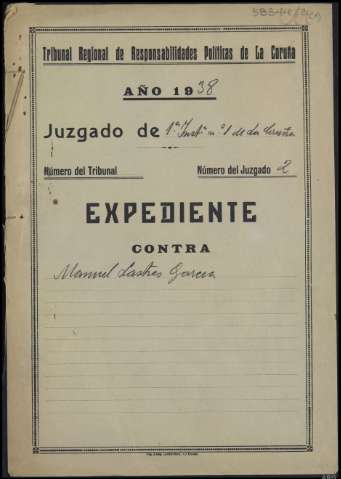 Tribunal Regional de Responsabilidades Políticas de La Coruña
AÑO 1938
Juzgado de 1ª Instª nº 1 de La Coruña
Número del Tribunal
Número del Juzgado 2
EXPEDIENTE
CONTRA
Manuel Lastres García